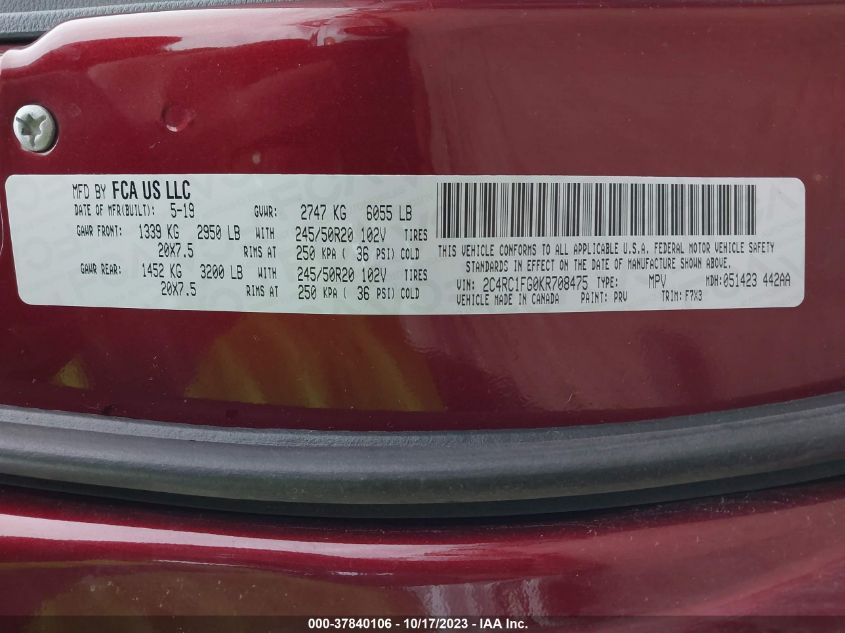 MFD BY FCA US LLC
DATE OF MFR(BUILT): 5-19 GVWR: 2747 KG 6055 LB
GAWR FRONT: 1339 KG 2950 LB WITH 245/50R20 102V TIRES
20X7.5 RIMS AT 250 KPA ( 36 PSI) COLD
GAWR REAR: 1452 KG 3200 LB WITH 245/50R20 102V TIRES
20X7.5 RIMS AT 250 KPA ( 36 PSI) COLD
THIS VEHICLE CONFORMS TO ALL APPLICABLE U.S.A. FEDERAL MOTOR VEHICLE SAFETY
STANDARDS IN EFFECT ON THE DATE OF MANUFACTURE SHOWN ABOVE.
VIN: 2C4RC1FG0KR708475 TYPE: MPV MDH:051423 442AA
VEHICLE MADE IN CANADA PAINT: PRV TRIM: F7X3
000-37840106 - 10/17/2023 - IAA Inc.